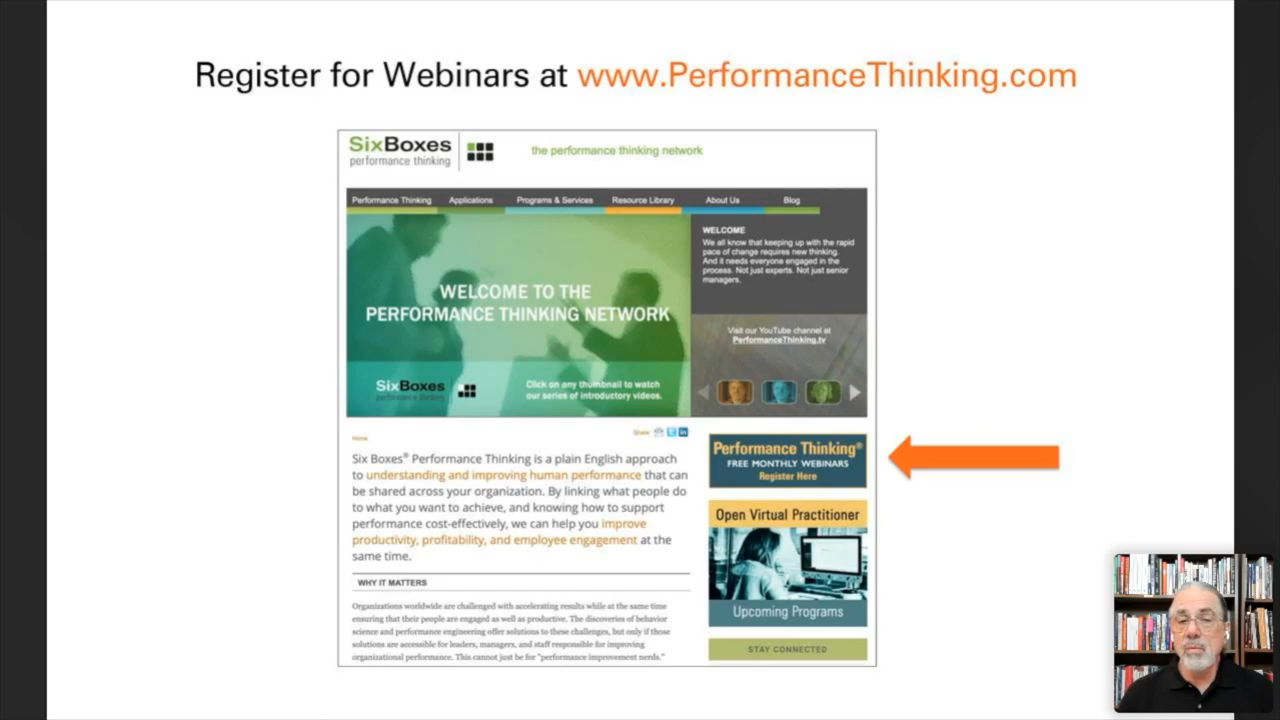 Register for Webinars at www.PerformanceThinking.com
SixBoxes
performance thinking
the performance thinking network
Performance Thinking
Applications
Programs & Services
Resource Library
About Us
Blog
WELCOME TO THE
PERFORMANCE THINKING NETWORK
SixBoxes
performance thinking
Click on any thumbnail to watch
our series of introductory videos.
WELCOME
We all know that keeping up with the rapid
pace of change requires new thinking.
And it needs everyone engaged in the
process. Not just experts. Not just senior
managers.
Visit our YouTube channel at
PerformanceThinking.tv
Home
Share
Six Boxes® Performance Thinking is a plain English approach
to understanding and improving human performance that can
be shared across your organization. By linking what people do
to what you want to achieve, and knowing how to support
performance cost-effectively, we can help you improve
productivity, profitability, and employee engagement at the
same time.
WHY IT MATTERS
Organizations worldwide are challenged with accelerating results while at the same time
ensuring that their people are engaged as well as productive. The discoveries of behavior
science and performance engineering offer solutions to these challenges, but only if those
solutions are accessible for leaders, managers, and staff responsible for improving
organizational performance. This cannot just be for "performance improvement nerds."
Performance Thinking®
FREE MONTHLY WEBINARS
Register Here
Open Virtual Practitioner
Upcoming Programs
STAY CONNECTED